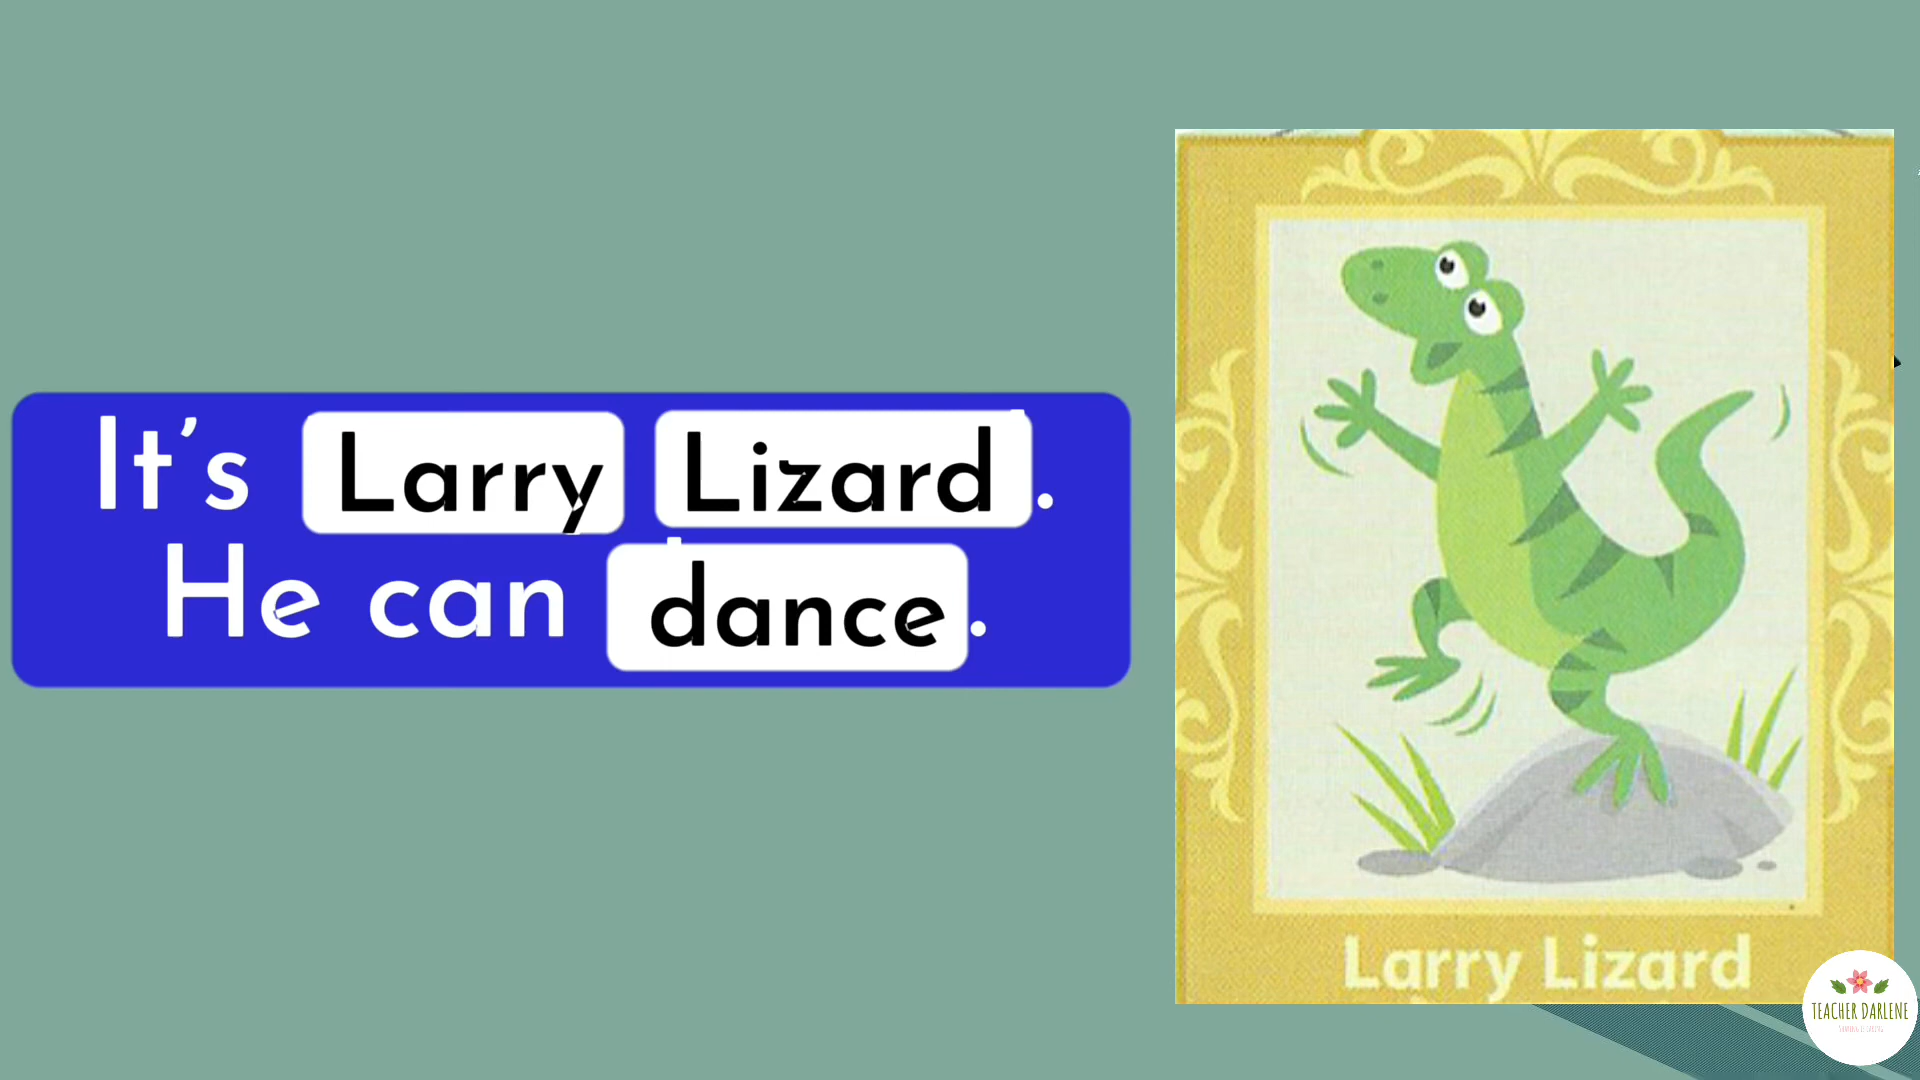 It's Larry Lizard.
He can dance.
Larry Lizard
TEACHER DARLENE